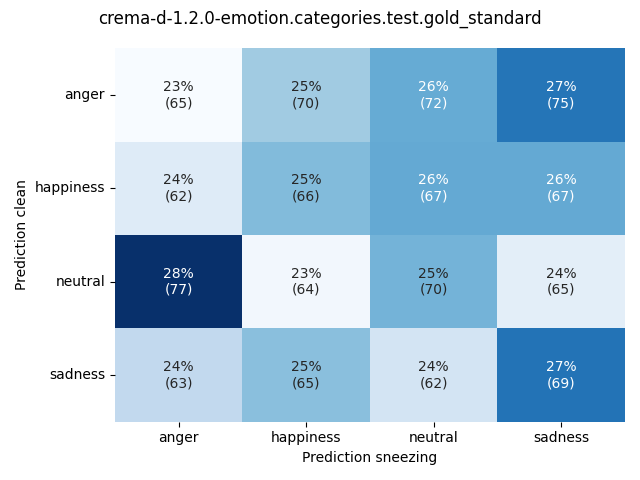 crema-d-1.2.0-emotion.categories.test.gold_standard
Prediction clean
anger
23% 25% 26% 27%
(65) (70) (72) (75)
happiness
24% 25% 26% 26%
(62) (66) (67) (67)
neutral
28% 23% 25% 24%
(77) (64) (70) (65)
sadness
24% 25% 24% 27%
(63) (65) (62) (69)
anger happiness neutral sadness
Prediction sneezing